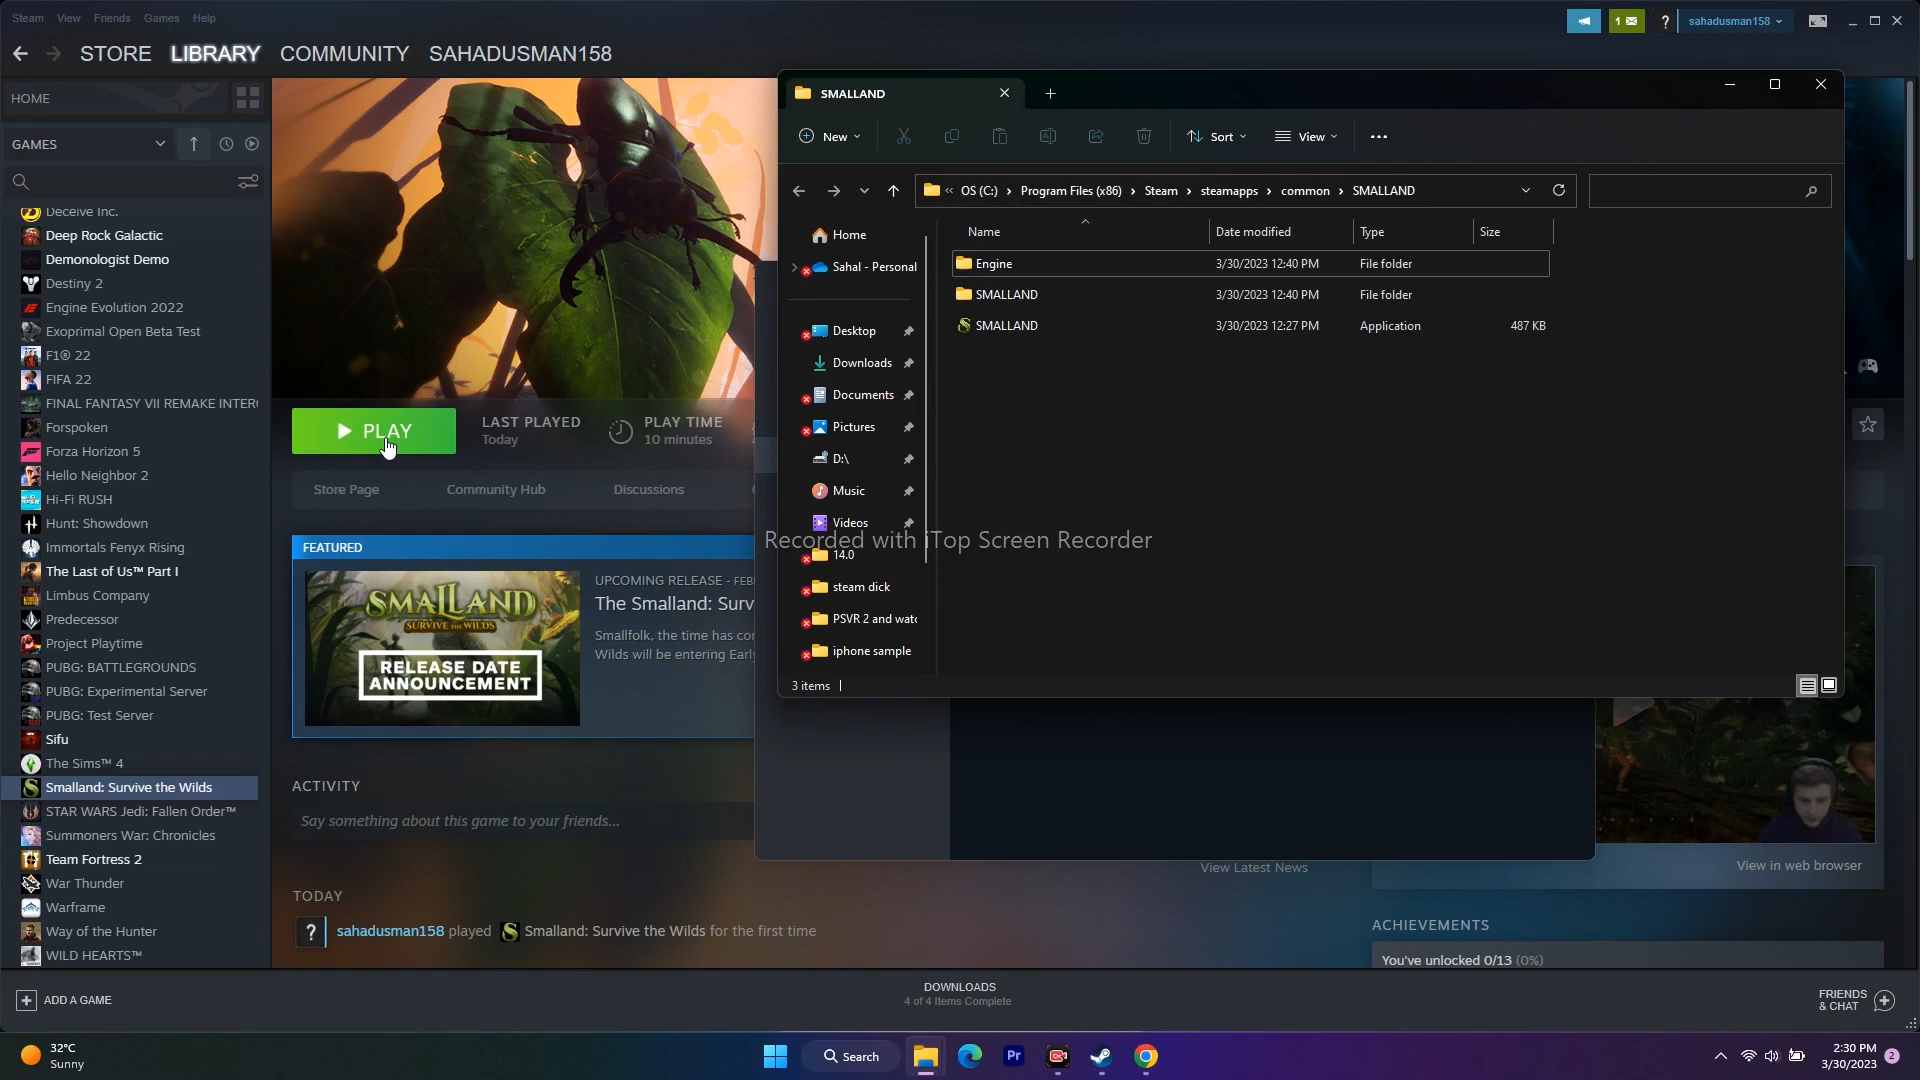 Steam View Friends Games Help
1
?
sahadusman158
STORE LIBRARY COMMUNITY SAHADUSMAN158
HOME
GAMES
Deceive Inc.
Deep Rock Galactic
Demonologist Demo
Destiny 2
Engine Evolution 2022
Exoprimal Open Beta Test
F1® 22
FIFA 22
FINAL FANTASY VII REMAKE INTER
Forspoken
Forza Horizon 5
Hello Neighbor 2
Hi-Fi RUSH
Hunt: Showdown
Immortals Fenyx Rising
The Last of Us™ Part I
Limbus Company
Predecessor
Project Playtime
PUBG: BATTLEGROUNDS
PUBG: Experimental Server
PUBG: Test Server
Sifu
The Sims™ 4
Smalland: Survive the Wilds
STAR WARS Jedi: Fallen Order™
Summoners War: Chronicles
Team Fortress 2
War Thunder
Warframe
Way of the Hunter
WILD HEARTS™
PLAY
LAST PLAYED
Today
PLAY TIME
10 minutes
Store Page Community Hub Discussions
FEATURED
SMALLAND
SURVIVE THE WILDS
RELEASE DATE
ANNOUNCEMENT
UPCOMING RELEASE - FEB
The Smalland: Surv
Smallfolk, the time has co
Wilds will be entering Early
ACTIVITY
Say something about this game to your friends...
TODAY
? sahadusman158 played Smalland: Survive the Wilds for the first time
SMALLAND
New Sort View
OS (C:) Program Files (x86) Steam steamapps common SMALLAND
Name Date modified Type Size
Engine 3/30/2023 12:40 PM File folder
SMALLAND 3/30/2023 12:40 PM File folder
SMALLAND 3/30/2023 12:27 PM Application 487 KB
Home
Sahal - Personal
Desktop
Downloads
Documents
Pictures
D:\
Music
Videos
14.0
steam dick
PSVR 2 and watc
iphone sample
3 items
Recorded with iTop Screen Recorder
View Latest News
View in web browser
ACHIEVEMENTS
You've unlocked 0/13 (0%)
ADD A GAME
DOWNLOADS
4 of 4 Items Complete
FRIENDS
& CHAT
32°C
Sunny
Search
Pr
2:30 PM
3/30/2023
2